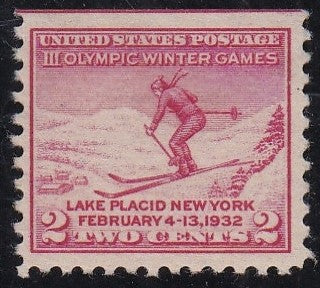 UNITED STATES POSTAGE
III OLYMPIC WINTER GAMES
LAKE PLACID NEW YORK
FEBRUARY 4-13, 1932
2 TWO CENTS 2